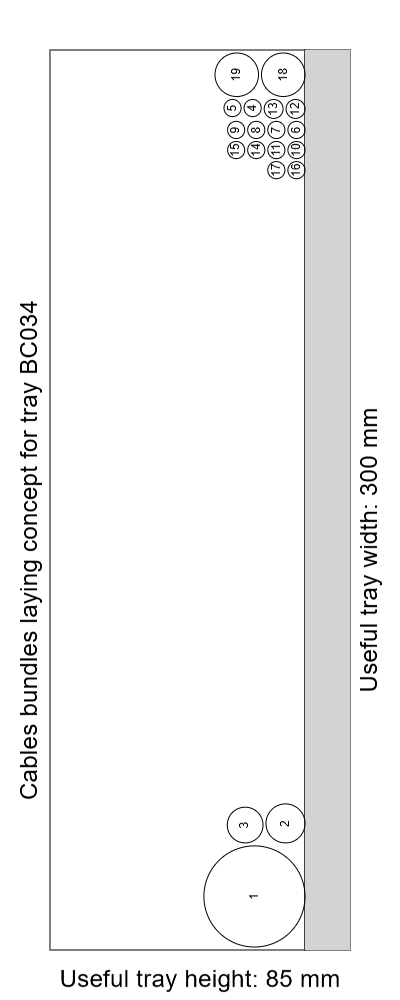 Cables bundles laying concept for tray BC034
19 18
5 4 13 12
9 8 7 6
15 14 11 10
17 16
3 2
1
Useful tray width: 300 mm
Useful tray height: 85 mm